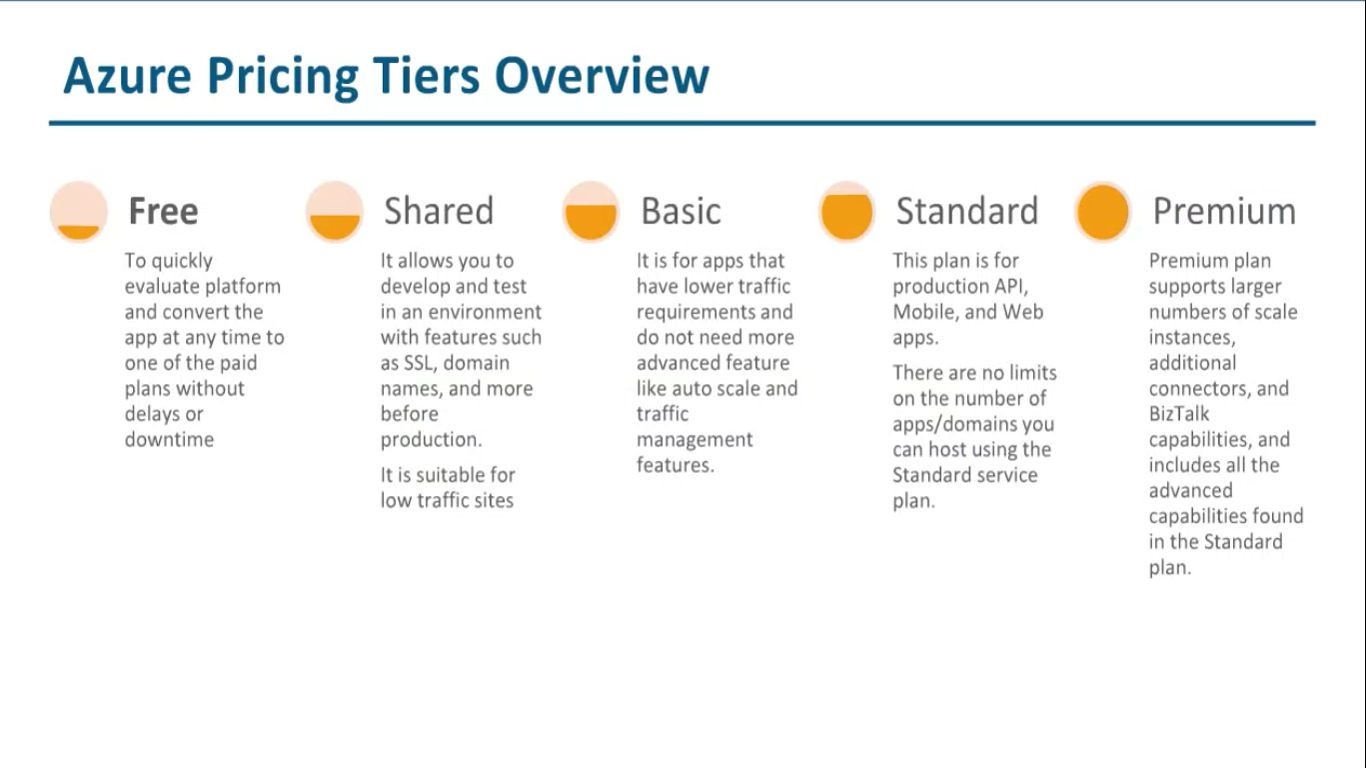 Azure Pricing Tiers Overview
Free
To quickly
evaluate platform
and convert the
app at any time to
one of the paid
plans without
delays or
downtime
Shared
It allows you to
develop and test
in an environment
with features such
as SSL, domain
names, and more
before
production.
It is suitable for
low traffic sites
Basic
It is for apps that
have lower traffic
requirements and
do not need more
advanced feature
like auto scale and
traffic
management
features.
Standard
This plan is for
production API,
Mobile, and Web
apps.
There are no limits
on the number of
apps/domains you
can host using the
Standard service
plan.
Premium
Premium plan
supports larger
numbers of scale
instances,
additional
connectors, and
BizTalk
capabilities, and
includes all the
advanced
capabilities found
in the Standard
plan.